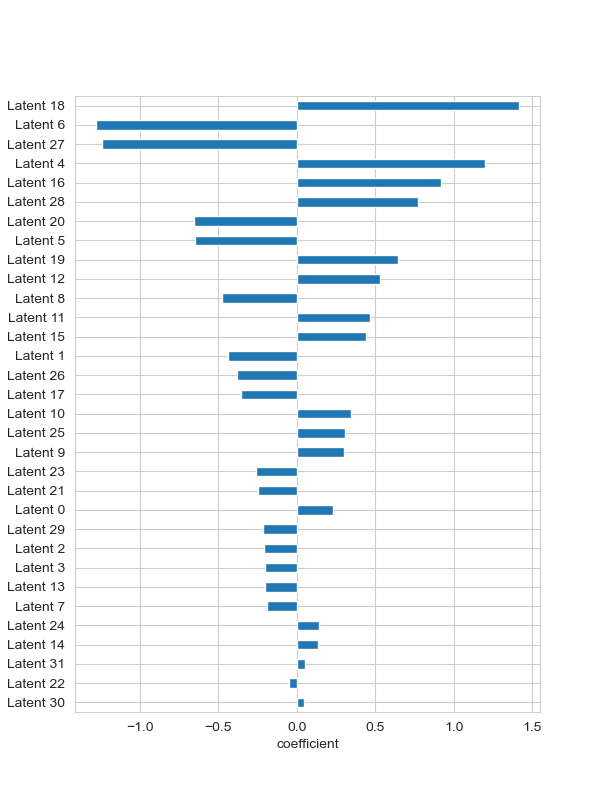 Latent 18
Latent 6
Latent 27
Latent 4
Latent 16
Latent 28
Latent 20
Latent 5
Latent 19
Latent 12
Latent 8
Latent 11
Latent 15
Latent 1
Latent 26
Latent 17
Latent 10
Latent 25
Latent 9
Latent 23
Latent 21
Latent 0
Latent 29
Latent 2
Latent 3
Latent 13
Latent 7
Latent 24
Latent 14
Latent 31
Latent 22
Latent 30
−1.0 −0.5 0.0 0.5 1.0 1.5
coefficient